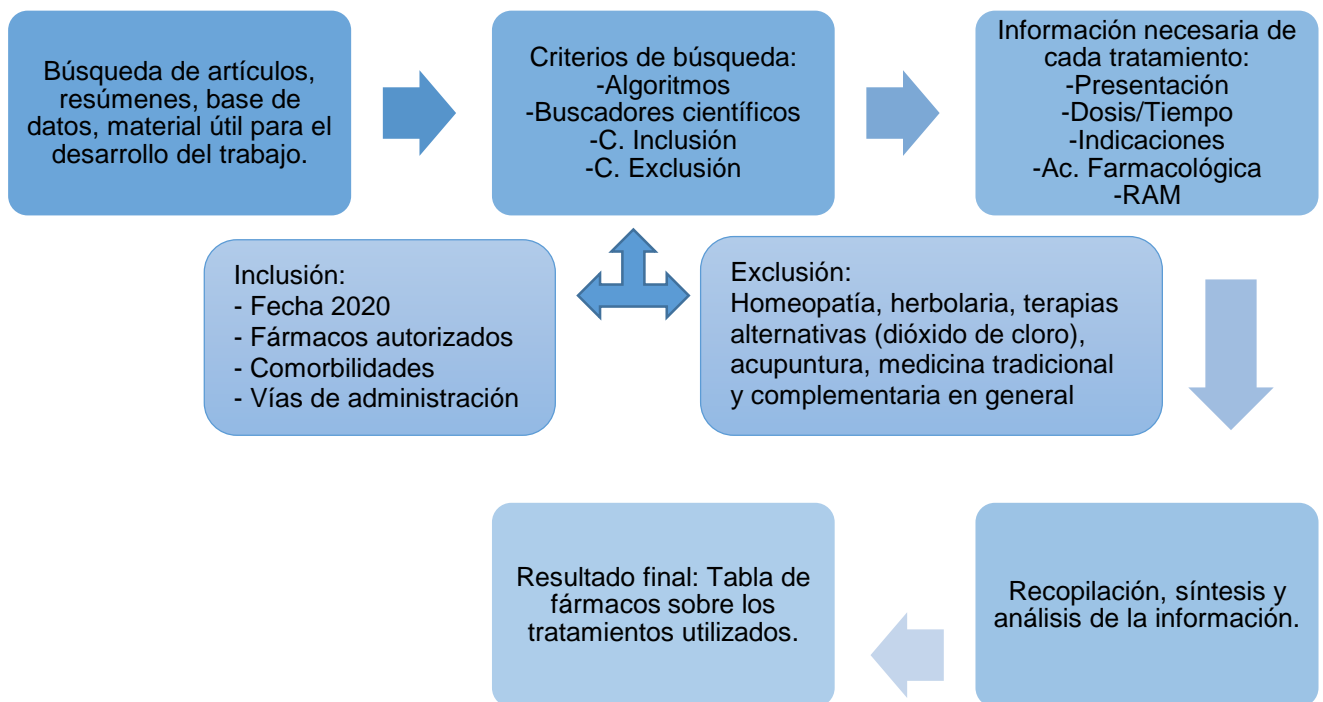 Búsqueda de artículos,
resúmenes, base de
datos, material útil para el
desarrollo del trabajo.
Criterios de búsqueda:
-Algoritmos
-Buscadores científicos
-C. Inclusión
-C. Exclusión
Información necesaria de
cada tratamiento:
-Presentación
-Dosis/Tiempo
-Indicaciones
-Ac. Farmacológica
-RAM
Inclusión:
- Fecha 2020
- Fármacos autorizados
- Comorbilidades
- Vías de administración
Exclusión:
Homeopatía, herbolaria, terapias
alternativas (dióxido de cloro),
acupuntura, medicina tradicional
y complementaria en general
Recopilación, síntesis y
análisis de la información.
Resultado final: Tabla de
fármacos sobre los
tratamientos utilizados.